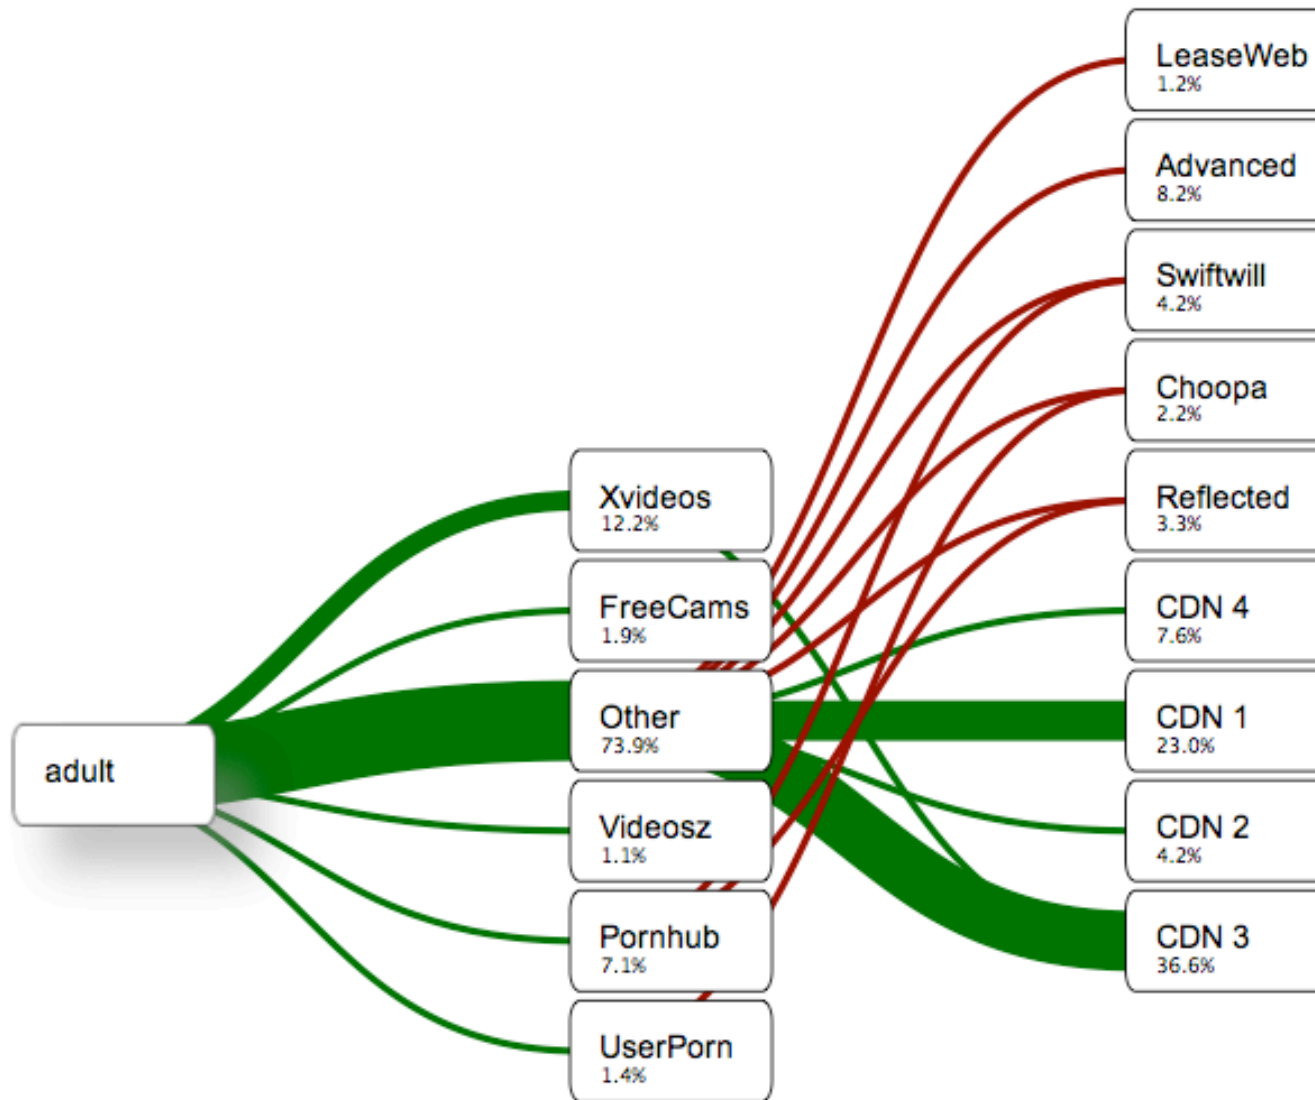 adult
Xvideos
12.2%
FreeCams
1.9%
Other
73.9%
Videosz
1.1%
Pornhub
7.1%
UserPorn
1.4%
LeaseWeb
1.2%
Advanced
8.2%
Swiftwill
4.2%
Choopa
2.2%
Reflected
3.3%
CDN 4
7.6%
CDN 1
23.0%
CDN 2
4.2%
CDN 3
36.6%